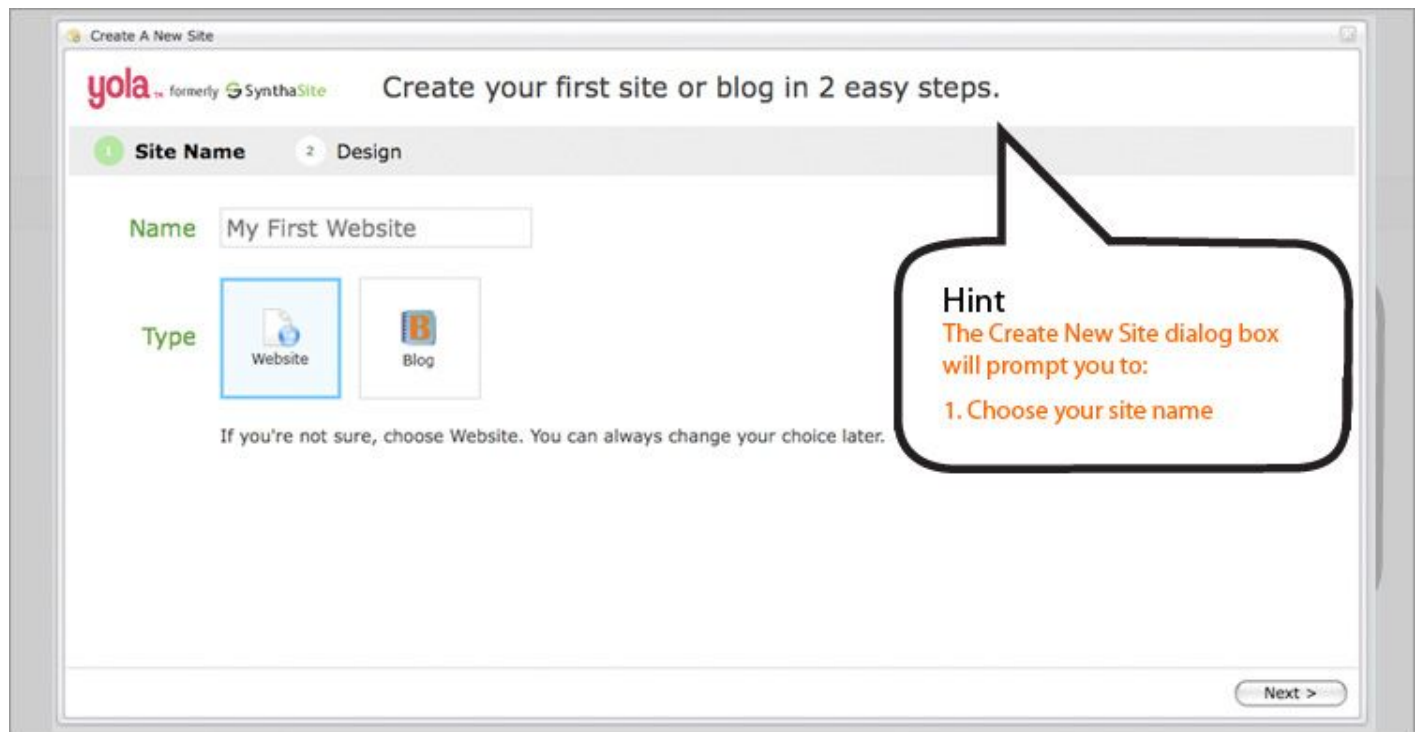 Create A New Site
yola TM formerly SynthaSite
Create your first site or blog in 2 easy steps.
1 Site Name 2 Design
Name My First Website
Type
Website B Blog
If you're not sure, choose Website. You can always change your choice later.
Hint
The Create New Site dialog box
will prompt you to:
1. Choose your site name
Next >